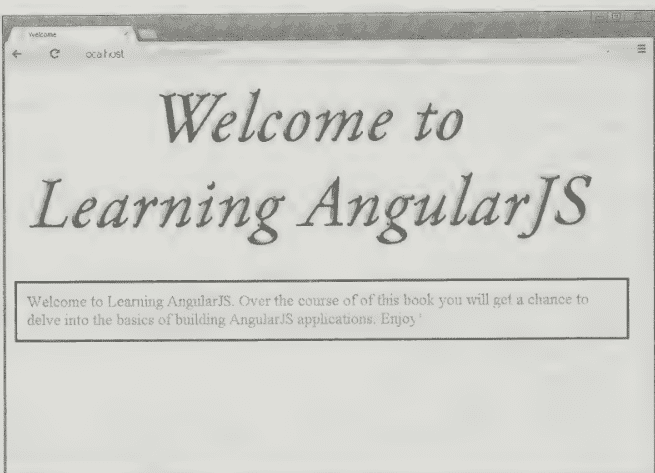 Welcome
ocalhost
Welcome to
Learning AngularJS
Welcome to Learning AngularJS. Over the course of of this book you will get a chance to
delve into the basics of building AngularJS applications. Enjoy!